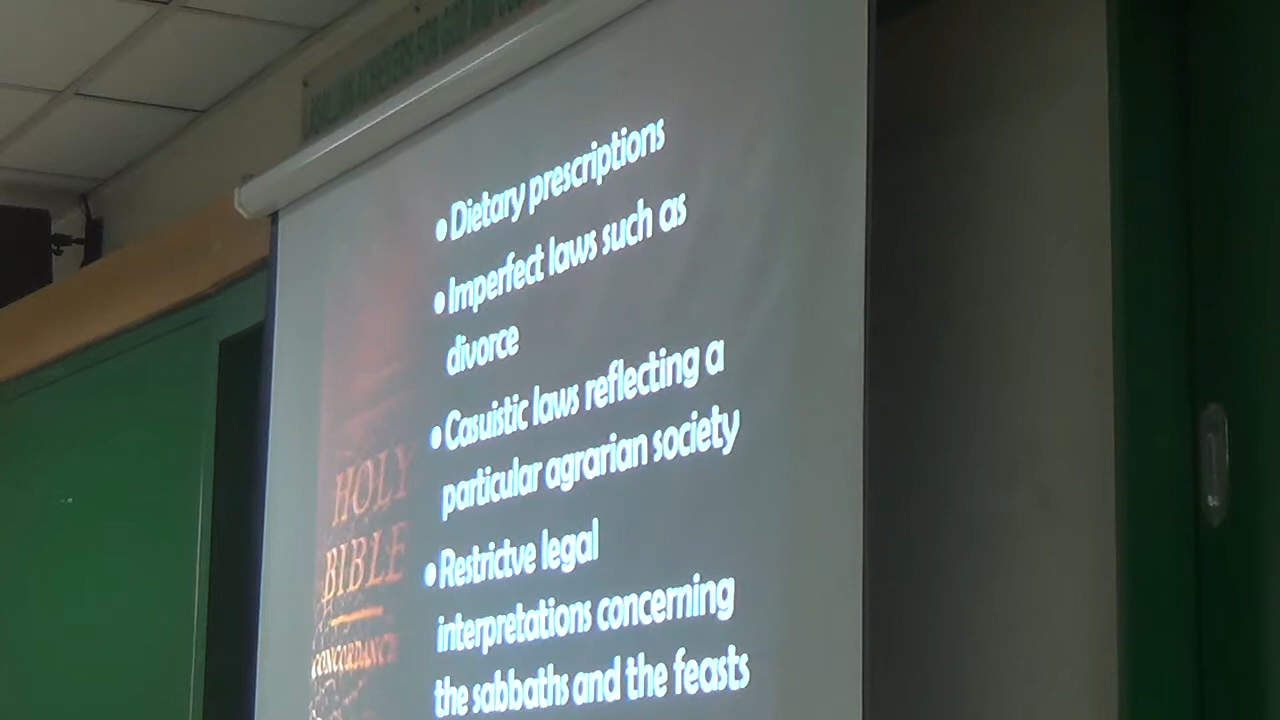 • Dietary prescriptions
• Imperfect laws such as
divorce
• Casuistic laws reflecting a
particular agrarian society
• Restrictve legal
interpretations concerning
the sabbaths and the feasts
HOLY
BIBLE
CONCORDANCE